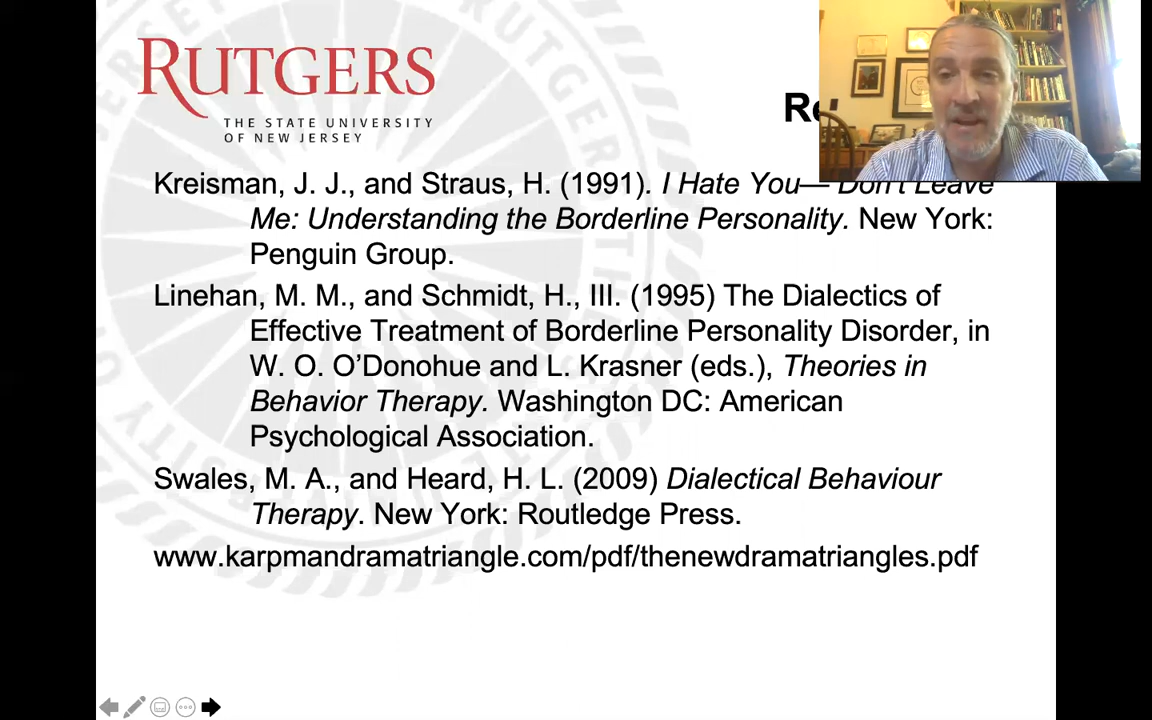 RUTGERS
THE STATE UNIVERSITY
OF NEW JERSEY
Kreisman, J. J., and Straus, H. (1991). I Hate You— Don't Leave
Me: Understanding the Borderline Personality. New York:
Penguin Group.
Linehan, M. M., and Schmidt, H., III. (1995) The Dialectics of
Effective Treatment of Borderline Personality Disorder, in
W. O. O’Donohue and L. Krasner (eds.), Theories in
Behavior Therapy. Washington DC: American
Psychological Association.
Swales, M. A., and Heard, H. L. (2009) Dialectical Behaviour
Therapy. New York: Routledge Press.
www.karpmandramatriangle.com/pdf/thenewdramatriangles.pdf